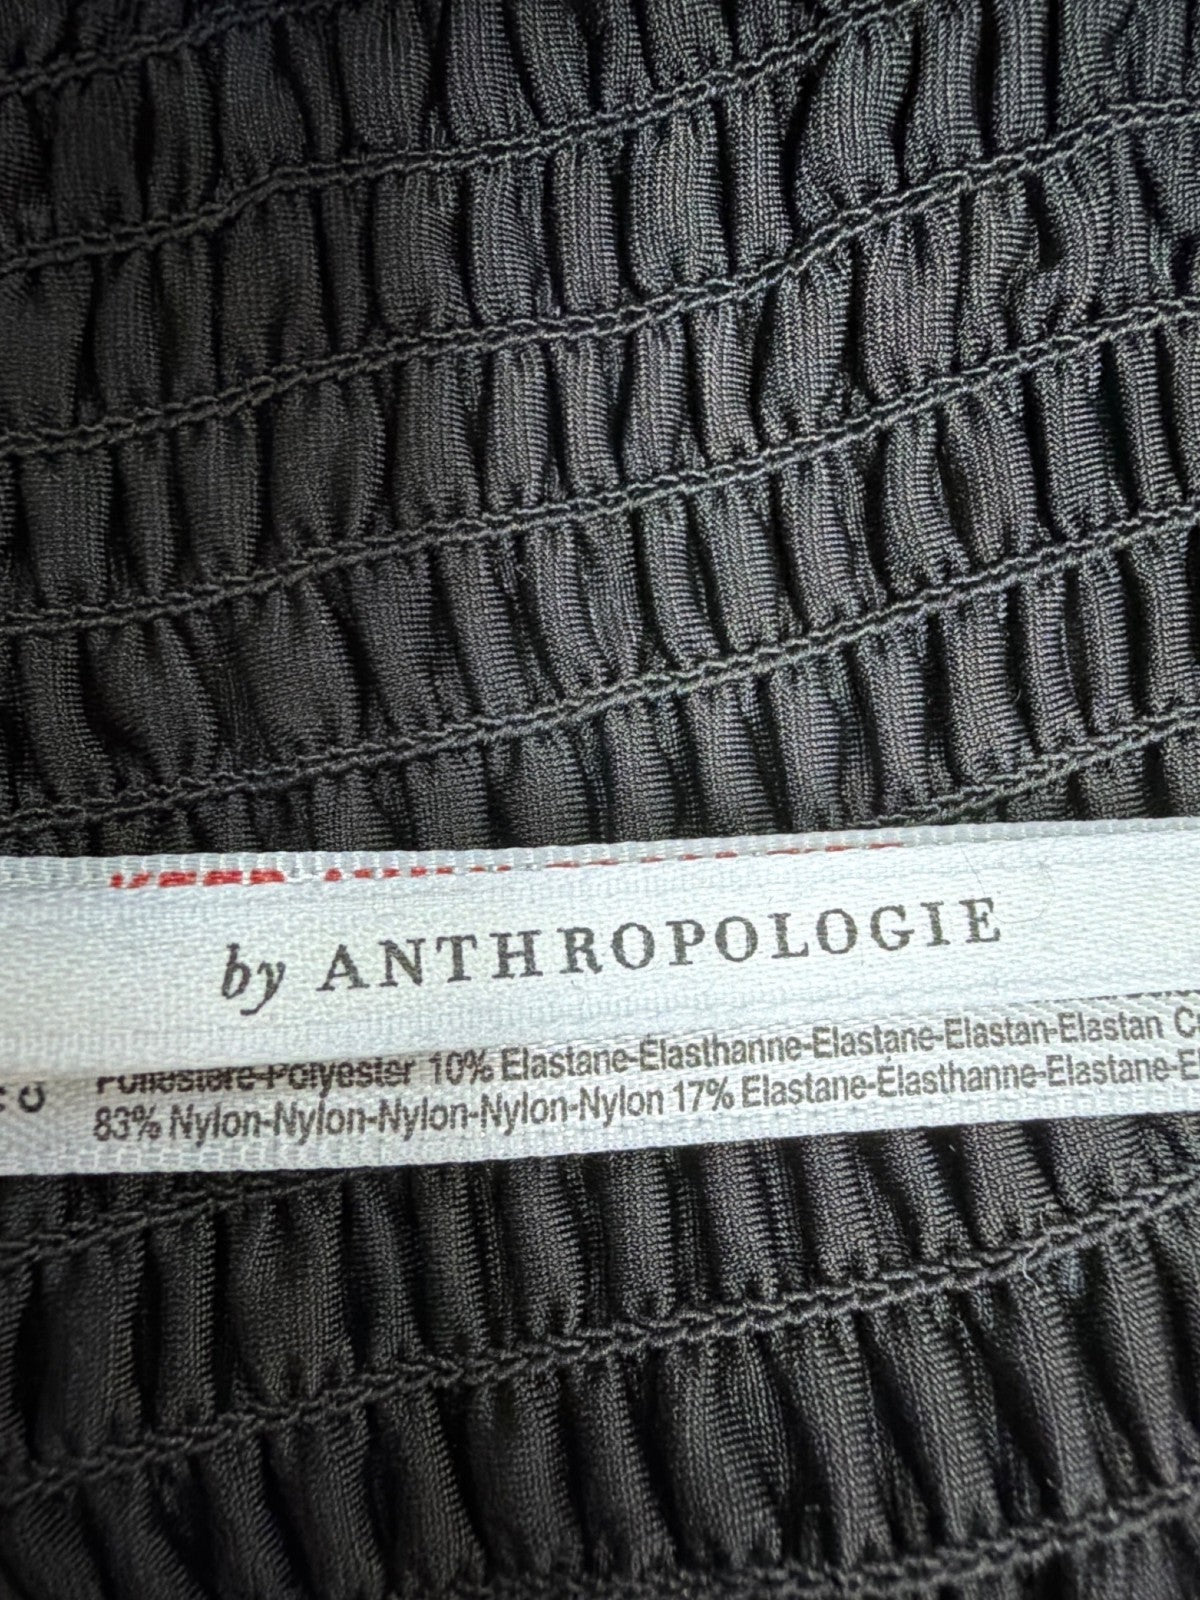 by ANTHROPOLOGIE
Poliestere-Polyester 10% Elastane-Élasthanne-Elastane-Elastan-Elastan
83% Nylon-Nylon-Nylon-Nylon-Nylon 17% Elastane-Élasthanne-Elastane-E